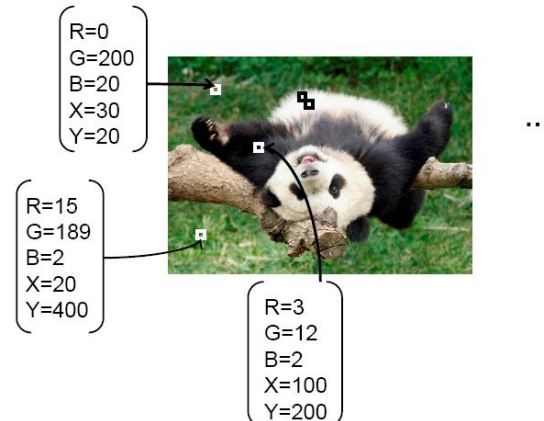 R=0
G=200
B=20
X=30
Y=20
R=15
G=189
B=2
X=20
Y=400
R=3
G=12
B=2
X=100
Y=200
..